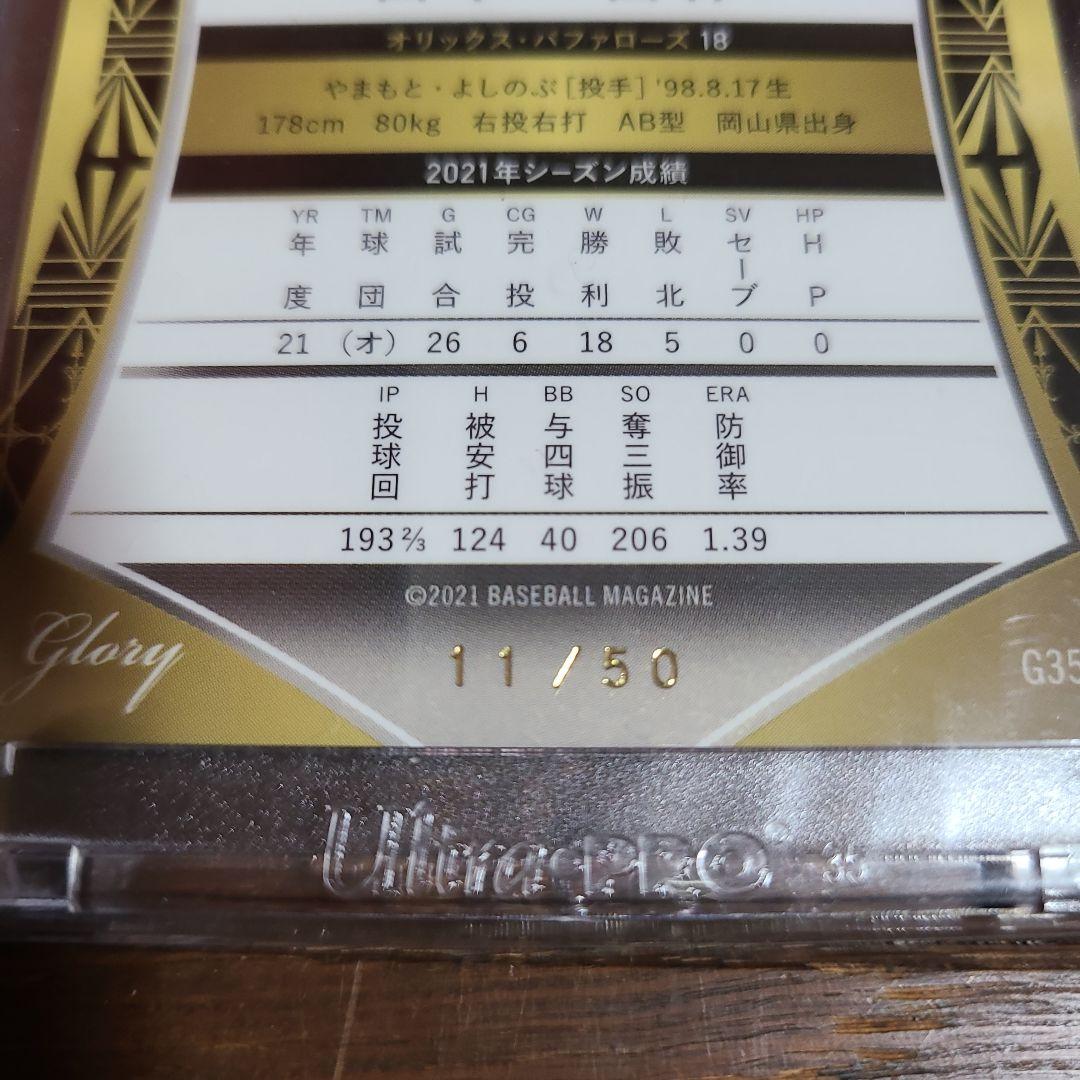 オリックス・バファローズ 18
やまもと・よしのぶ [投手] '98.8.17生
178cm 80kg 右投右打 AB型 岡山県出身
2021年シーズン成績
YR TM G CG W L SV HP
年度 球団 試合 完投 勝利 敗北 セーブ HP
21 (オ) 26 6 18 5 0 0
IP H BB SO ERA
投球回 被安打 与四球 奪三振 防御率
193⅔ 124 40 206 1.39
©2021 BASEBALL MAGAZINE
Glory
11/50
G35
Ultra•PRO® 35